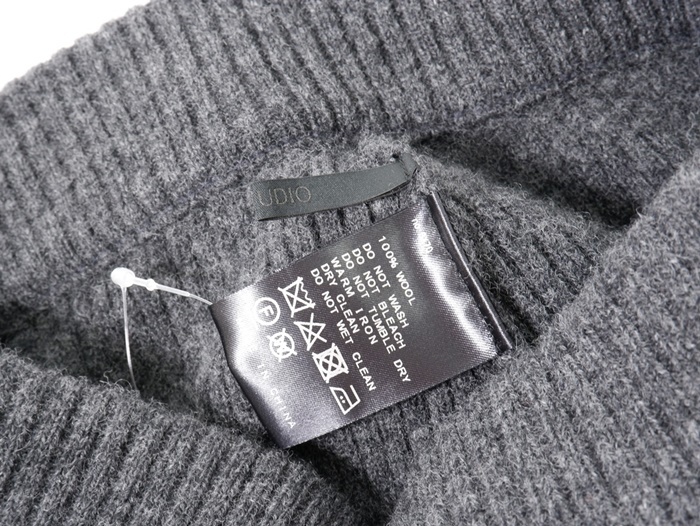 UDIO
100% WOOL
DO NOT WASH
DO NOT BLEACH
DO NOT TUMBLE DRY
WARM IRON
DRY CLEAN
DO NOT WET CLEAN
F
IN CHINA